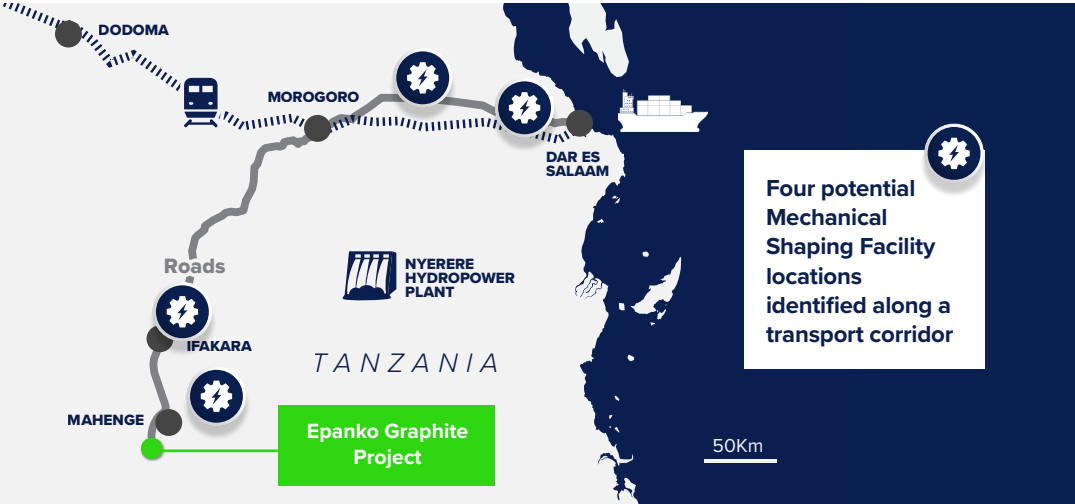 DODOMA
MOROGORO
DAR ES
SALAAM
Four potential
Mechanical
Shaping Facility
locations
identified along a
transport corridor
Roads
NYERERE
HYDROPOWER
PLANT
IFAKARA
TANZANIA
MAHENGE
Epanko Graphite
Project
50Km